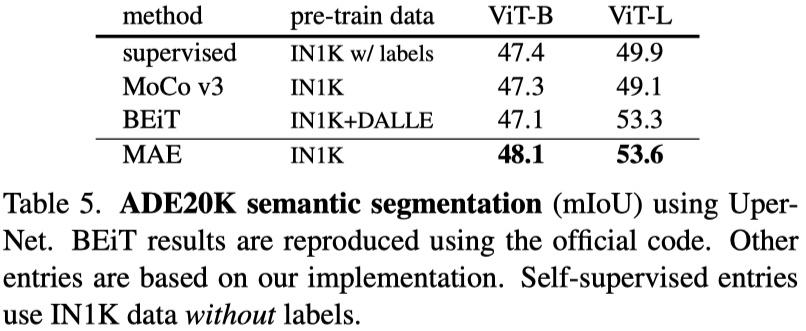 method pre-train data ViT-B ViT-L
supervised IN1K w/ labels 47.4 49.9
MoCo v3 IN1K 47.3 49.1
BEiT IN1K+DALLE 47.1 53.3
MAE IN1K 48.1 53.6
Table 5. ADE20K semantic segmentation (mIoU) using Uper-
Net. BEiT results are reproduced using the official code. Other
entries are based on our implementation. Self-supervised entries
use IN1K data without labels.